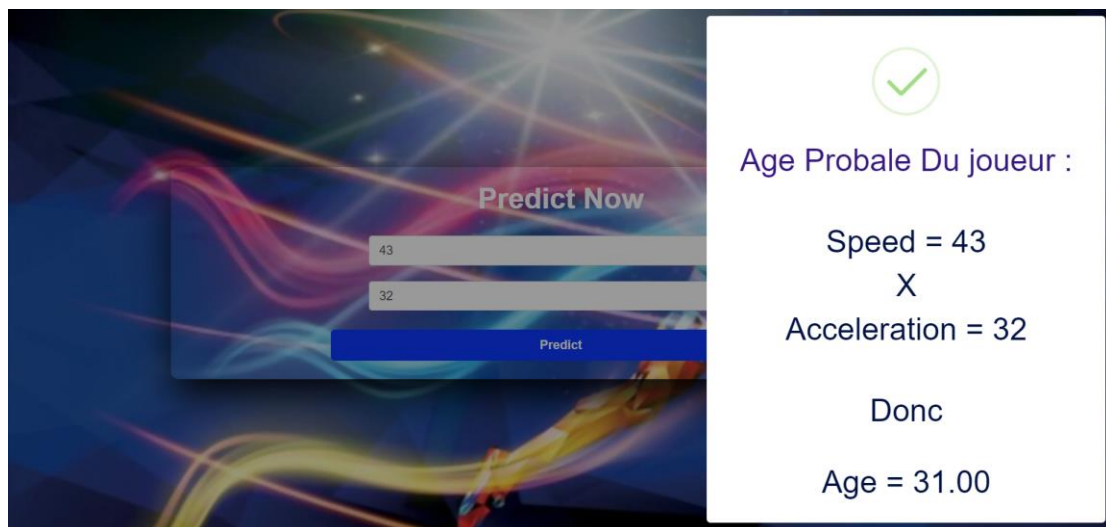 Predict Now
43
32
Predict
Age Probale Du joueur :
Speed = 43
X
Acceleration = 32
Donc
Age = 31.00